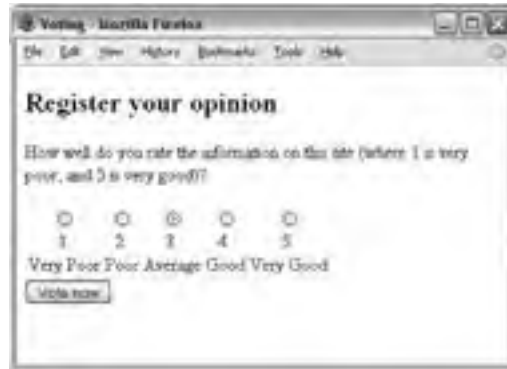 Voting - Mozilla Firefox
File Edit View History Bookmarks Tools Help
Register your opinion
How well do you rate the information on this site (where 1 is very
poor, and 5 is very good)?
1 2 3 4 5
Very Poor Poor Average Good Very Good
Vote now